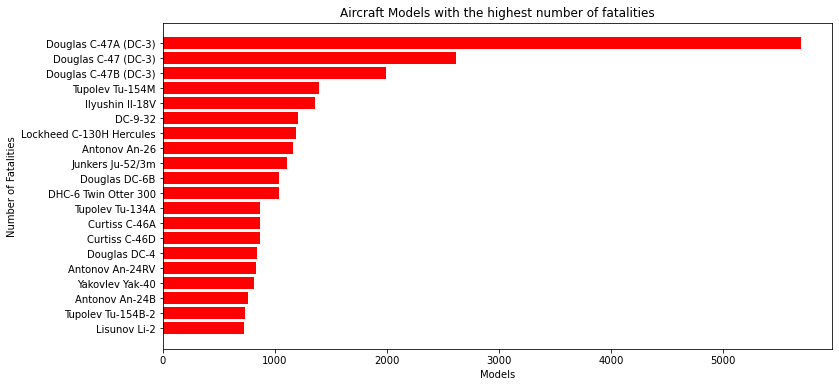 Aircraft Models with the highest number of fatalities
Number of Fatalities
Douglas C-47A (DC-3)
Douglas C-47 (DC-3)
Douglas C-47B (DC-3)
Tupolev Tu-154M
Ilyushin Il-18V
DC-9-32
Lockheed C-130H Hercules
Antonov An-26
Junkers Ju-52/3m
Douglas DC-6B
DHC-6 Twin Otter 300
Tupolev Tu-134A
Curtiss C-46A
Curtiss C-46D
Douglas DC-4
Antonov An-24RV
Yakovlev Yak-40
Antonov An-24B
Tupolev Tu-154B-2
Lisunov Li-2
0 1000 2000 3000 4000 5000
Models